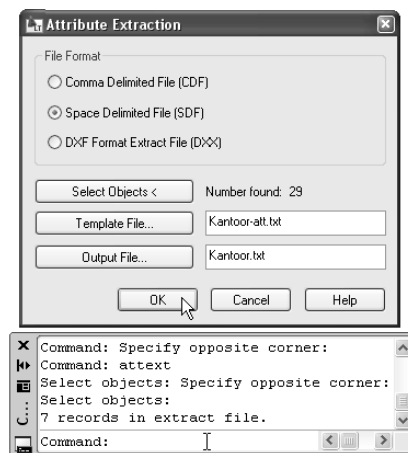 Attribute Extraction
File Format
Comma Delimited File (CDF)
Space Delimited File (SDF)
DXF Format Extract File (DXX)
Select Objects <
Number found: 29
Template File...
Kantoor-att.txt
Output File...
Kantoor.txt
OK
Cancel
Help
Command: Specify opposite corner:
Command: attext
Select objects: Specify opposite corner:
Select objects:
7 records in extract file.
Command:
C...